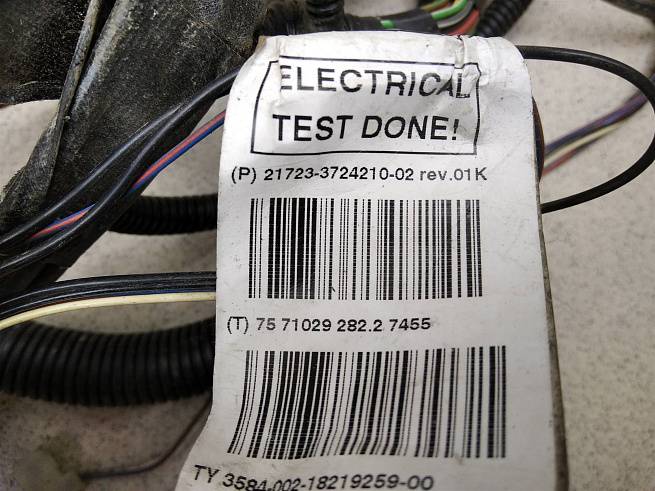 ELECTRICAL
TEST DONE!
(P) 21723-3724210-02 rev.01K
(T) 75 71029 282.2 7455
TY 3584-002-18219259-00